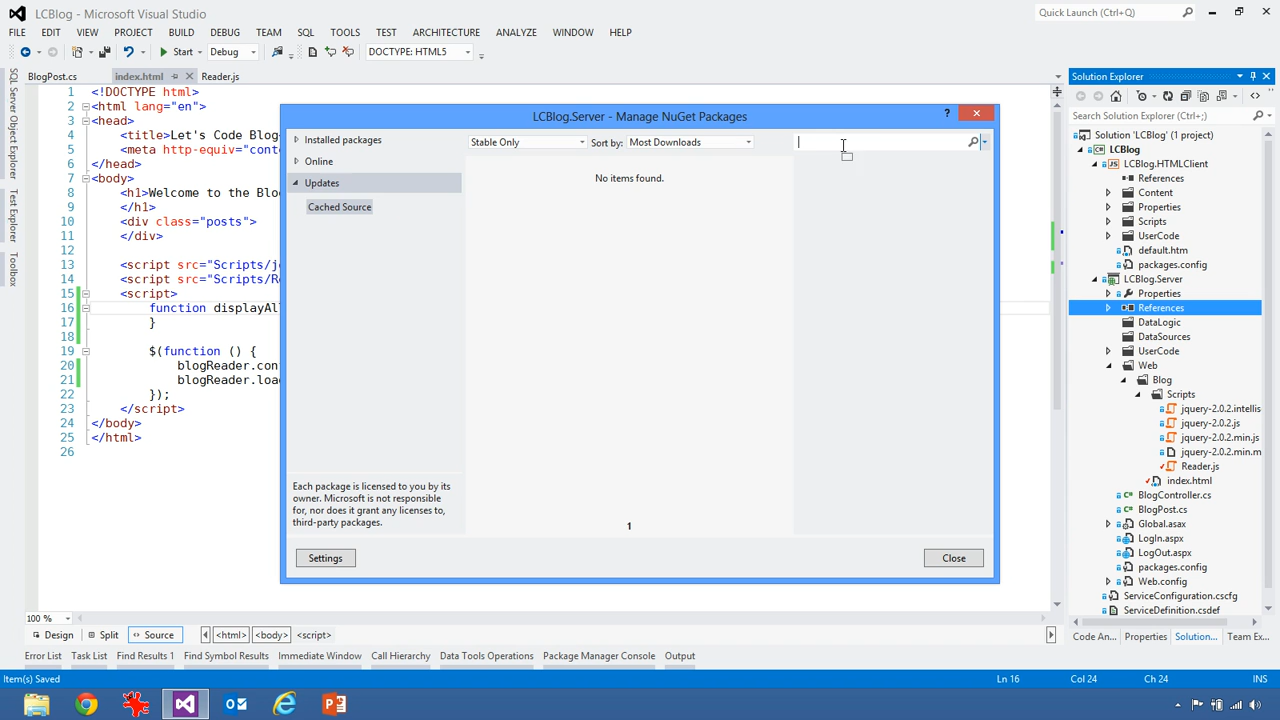 LCBlog - Microsoft Visual Studio
Quick Launch (Ctrl+Q)
FILE EDIT VIEW PROJECT BUILD DEBUG TEAM SQL TOOLS TEST ARCHITECTURE ANALYZE WINDOW HELP
Start Debug DOCTYPE: HTML5
BlogPost.cs index.html Reader.js
SQL Server Object Explorer
Test Explorer
Toolbox
1 <!DOCTYPE html>
2 <html lang="en">
3 <head>
4 <title>Let's Code Blog
5 <meta http-equiv="cont
6 </head>
7 <body>
8 <h1>Welcome to the Blo
9 </h1>
10 <div class="posts">
11 </div>
12
13 <script src="Scripts/j
14 <script src="Scripts/R
15 <script>
16 function displayAl
17 }
18
19 $(function () {
20 blogReader.con
21 blogReader.loa
22 });
23 </script>
24 </body>
25 </html>
26
LCBlog.Server - Manage NuGet Packages
?
Installed packages
Online
Updates
Cached Source
Stable Only Sort by: Most Downloads
No items found.
Each package is licensed to you by its
owner. Microsoft is not responsible
for, nor does it grant any licenses to,
third-party packages.
1
Settings Close
Solution Explorer
Search Solution Explorer (Ctrl+;)
Solution 'LCBlog' (1 project)
LCBlog
LCBlog.HTMLClient
References
Content
Properties
Scripts
UserCode
default.htm
packages.config
LCBlog.Server
Properties
References
DataLogic
DataSources
UserCode
Web
Blog
Scripts
jquery-2.0.2.intellis
jquery-2.0.2.js
jquery-2.0.2.min.js
jquery-2.0.2.min.m
Reader.js
index.html
BlogController.cs
BlogPost.cs
Global.asax
LogIn.aspx
LogOut.aspx
packages.config
Web.config
ServiceConfiguration.cscfg
ServiceDefinition.csdef
Code An... Properties Solution... Team Ex...
100 %
Design Split Source <html> <body> <script>
Error List Task List Find Results 1 Find Symbol Results Immediate Window Call Hierarchy Data Tools Operations Package Manager Console Output
Item(s) Saved Ln 16 Col 24 Ch 24 INS